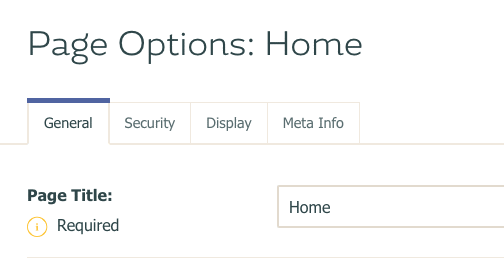 Page Options: Home
General Security Display Meta Info
Page Title: Home
Required